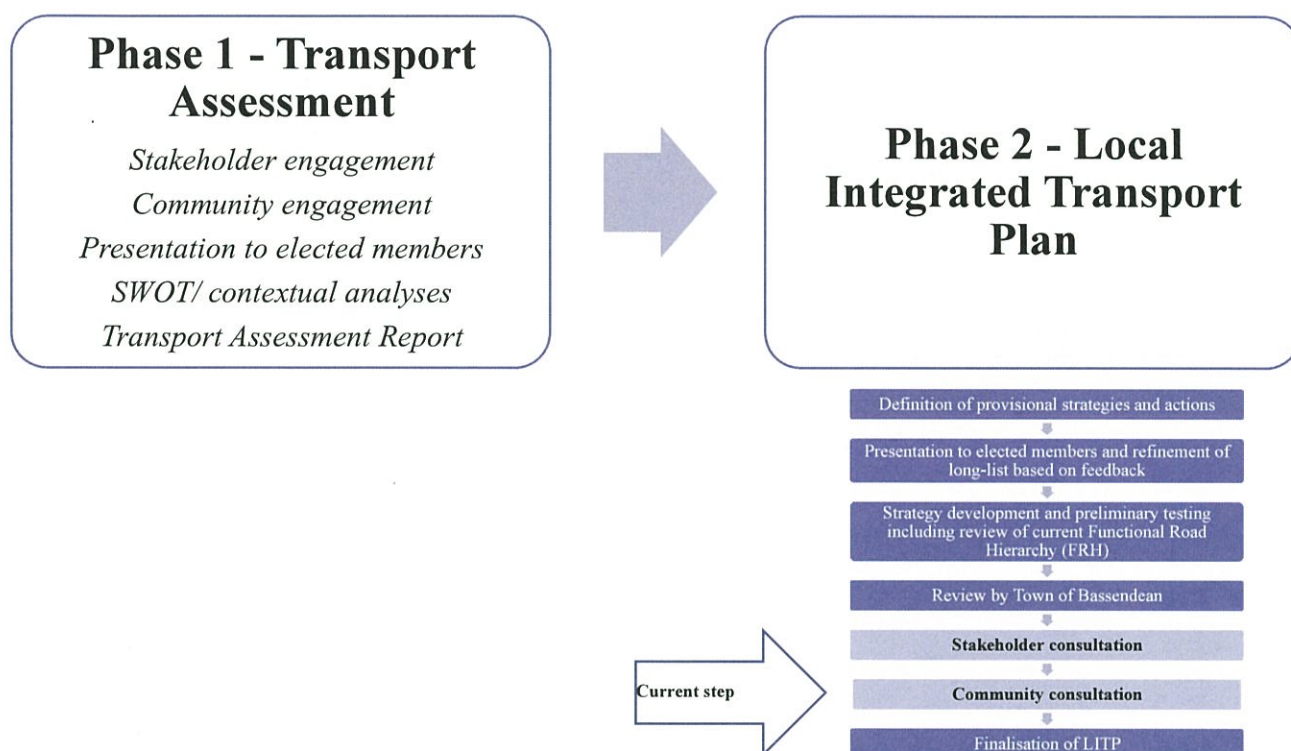 Phase 1 - Transport
Assessment
Stakeholder engagement
Community engagement
Presentation to elected members
SWOT/ contextual analyses
Transport Assessment Report
Phase 2 - Local
Integrated Transport
Plan
Definition of provisional strategies and actions
Presentation to elected members and refinement of
long-list based on feedback
Strategy development and preliminary testing
including review of current Functional Road
Hierarchy (FRH)
Review by Town of Bassendean
Stakeholder consultation
Current step
Community consultation
Finalisation of LITP